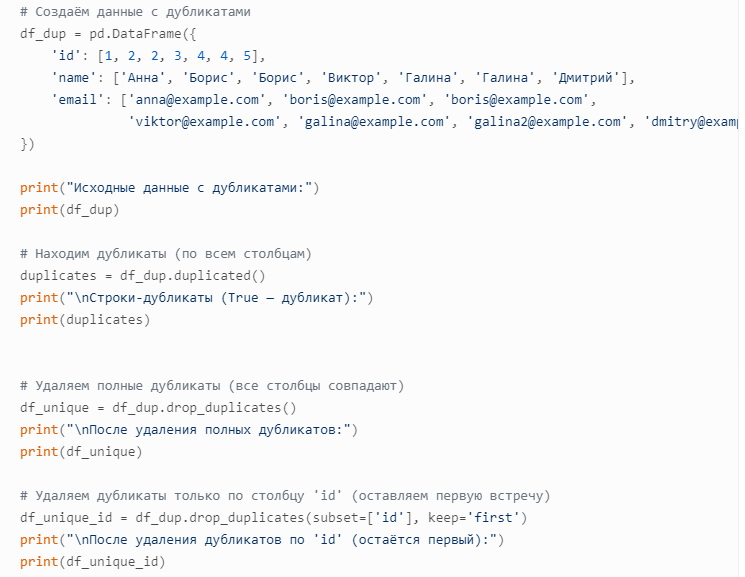 # Создаём данные с дубликатами
df_dup = pd.DataFrame({
    'id': [1, 2, 2, 3, 4, 4, 5],
    'name': ['Анна', 'Борис', 'Борис', 'Виктор', 'Галина', 'Галина', 'Дмитрий'],
    'email': ['anna@example.com', 'boris@example.com', 'boris@example.com',
              'viktor@example.com', 'galina@example.com', 'galina2@example.com', 'dmitry@exam
})
print("Исходные данные с дубликатами:")
print(df_dup)
# Находим дубликаты (по всем столбцам)
duplicates = df_dup.duplicated()
print("\nСтроки-дубликаты (True — дубликат):")
print(duplicates)
# Удаляем полные дубликаты (все столбцы совпадают)
df_unique = df_dup.drop_duplicates()
print("\nПосле удаления полных дубликатов:")
print(df_unique)
# Удаляем дубликаты только по столбцу 'id' (оставляем первую встречу)
df_unique_id = df_dup.drop_duplicates(subset=['id'], keep='first')
print("\nПосле удаления дубликатов по 'id' (остаётся первый):")
print(df_unique_id)